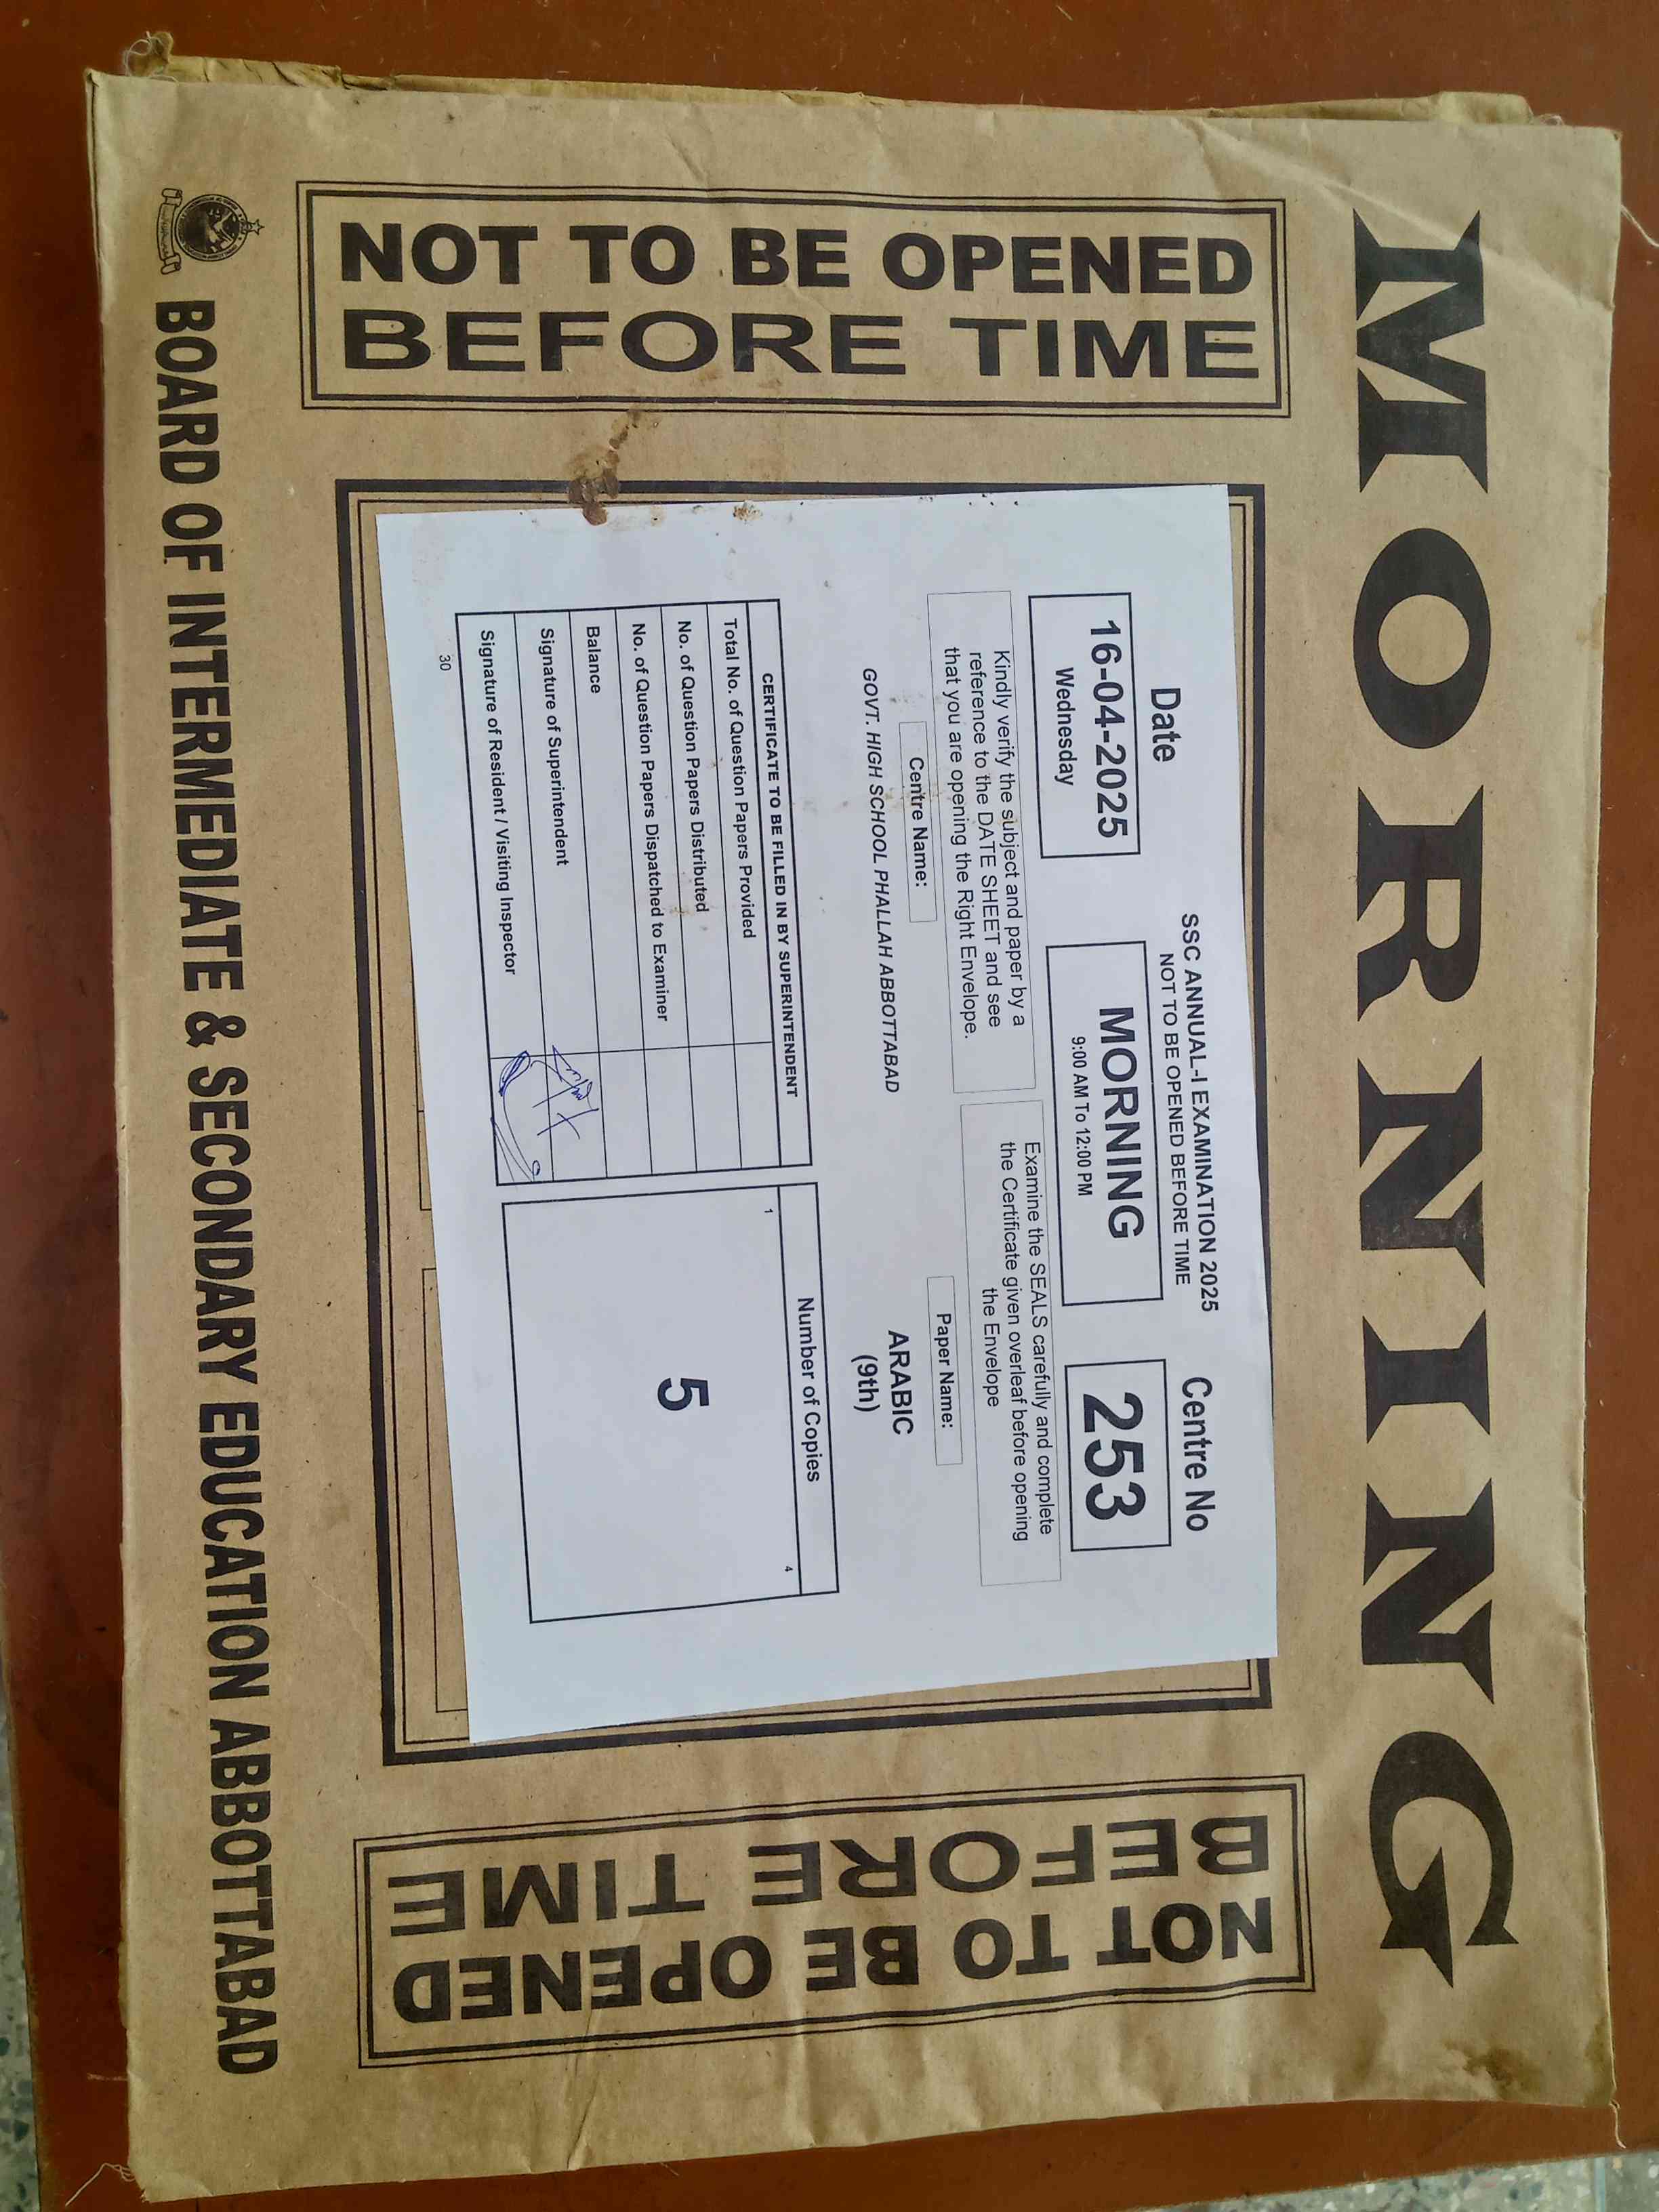 MORNING
NOT TO BE OPENED
BEFORE TIME
SSC ANNUAL-I EXAMINATION 2025
NOT TO BE OPENED BEFORE TIME
Date
16-04-2025
Wednesday
MORNING
9:00 AM To 12:00 PM
Centre No
253
Kindly verify the subject and paper by a
reference to the DATE SHEET and see
that you are opening the Right Envelope.
Examine the SEALS carefully and complete
the Certificate given overleaf before opening
the Envelope
Centre Name:
GOVT. HIGH SCHOOL PHALLAH ABBOTTABAD
Paper Name:
ARABIC
(9th)
CERTIFICATE TO BE FILLED IN BY SUPERINTENDENT
Total No. of Question Papers Provided
No. of Question Papers Distributed
No. of Question Papers Dispatched to Examiner
Balance
Signature of Superintendent
Signature of Resident / Visiting Inspector
30
Number of Copies
1
4
5
NOT TO BE OPENED
BEFORE TIME
BOARD OF INTERMEDIATE & SECONDARY EDUCATION ABBOTTABAD